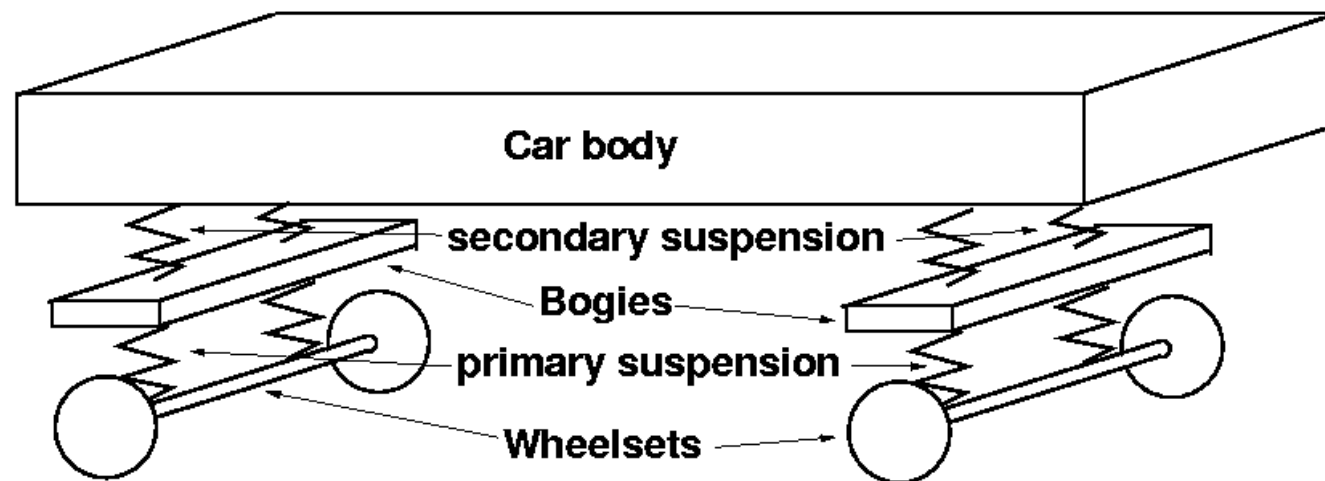 Car body
secondary suspension
Bogies
primary suspension
Wheelsets